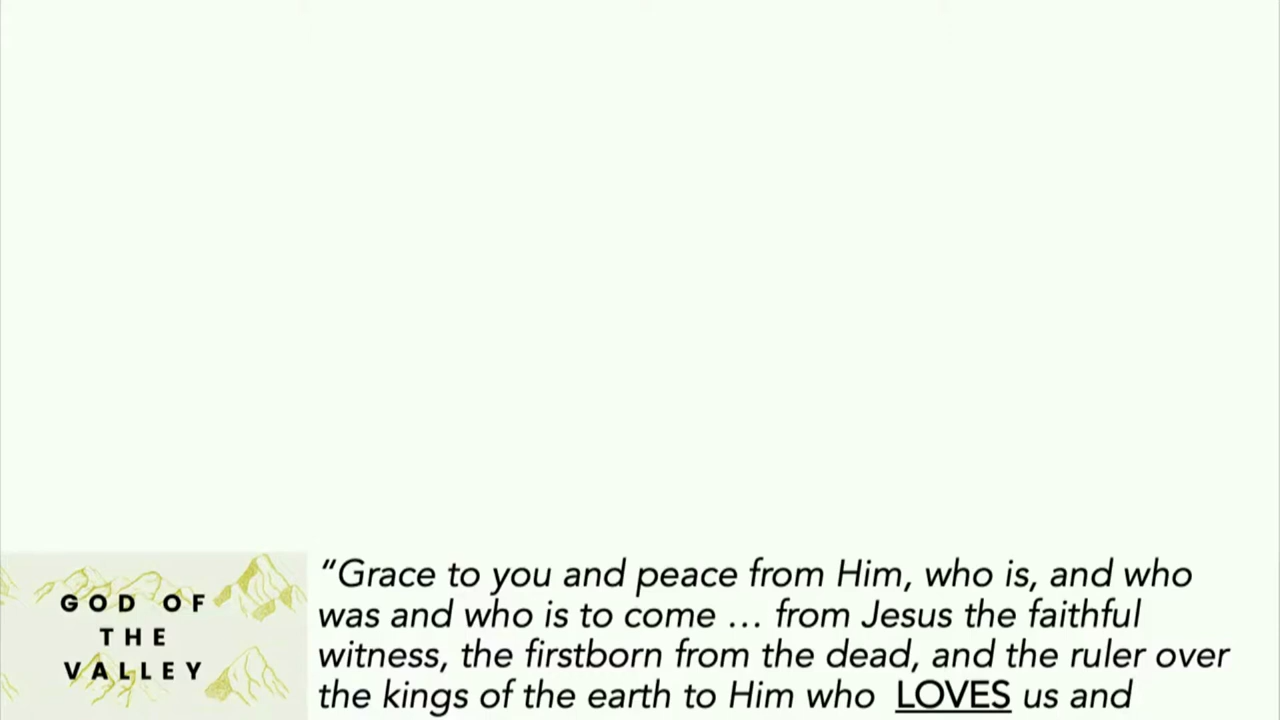 GOD OF
THE
VALLEY
“Grace to you and peace from Him, who is, and who
was and who is to come … from Jesus the faithful
witness, the firstborn from the dead, and the ruler over
the kings of the earth to Him who LOVES us and